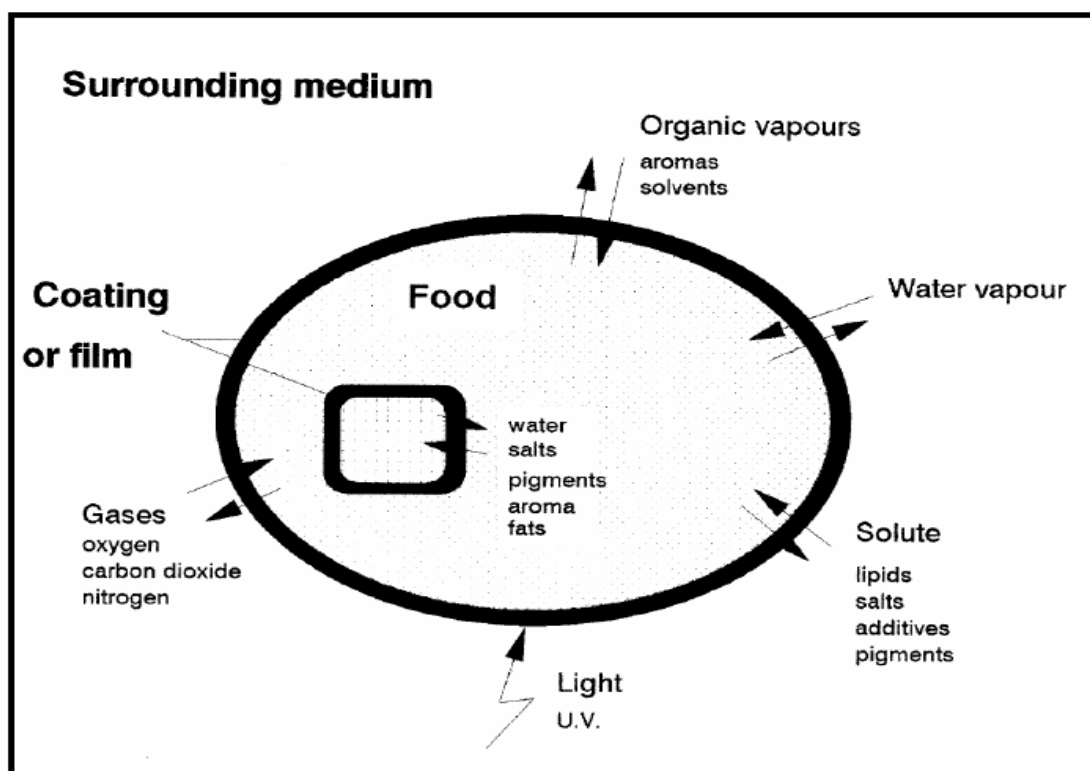 Surrounding medium
Organic vapours
aromas
solvents
Coating
or film
Food
Water vapour
water
salts
pigments
aroma
fats
Gases
oxygen
carbon dioxide
nitrogen
Solute
lipids
salts
additives
pigments
Light
U.V.